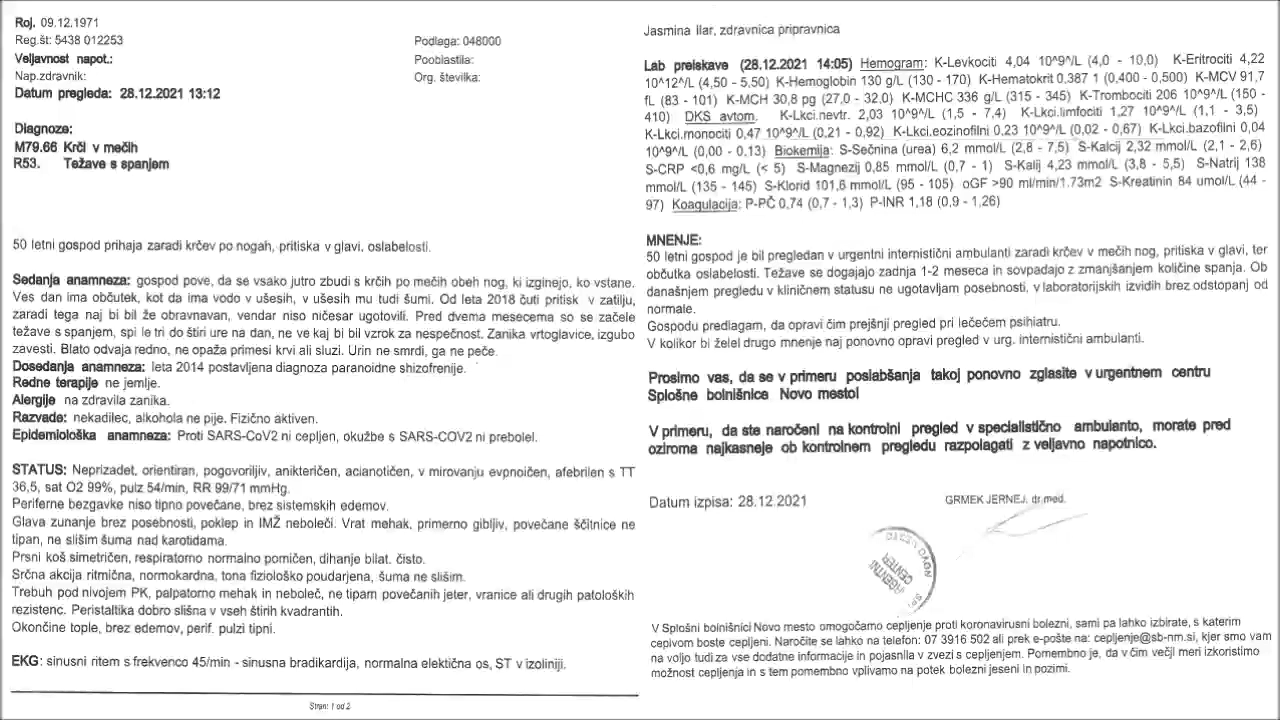 Roj. 09.12.1971
Reg.št: 5438 012253
Veljavnost napot.:
Nap.zdravnik:
Datum pregleda: 28.12.2021 13:12
Podlaga: 048000
Pooblastila:
Org. številka:
Diagnoze:
M79.66 Krči v mečih
R53. Težave s spanjem
50 letni gospod prihaja zaradi krčev po nogah, pritiska v glavi, oslabelosti.
Sedanja anamneza: gospod pove, da se vsako jutro zbudi s krčih po mečih obeh nog, ki izginejo, ko vstane.
Ves dan ima občutek, kot da ima vodo v ušesih, v ušesih mu tudi šumi. Od leta 2018 čuti pritisk v zatilju,
zaradi tega naj bi bil že obravnavan, vendar niso ničesar ugotovili. Pred dvema mesecema so se začele
težave s spanjem, spi le tri do štiri ure na dan, ne ve kaj bi bil vzrok za nespečnost. Zanika vrtoglavice, izgubo
zavesti. Blato odvaja redno, ne opaža primesi krvi ali sluzi. Urin ne smrdi, ga ne peče.
Dosedanja anamneza: leta 2014 postavljena diagnoza paranoidne shizofrenije.
Redne terapije ne jemlje.
Alergije na zdravila zanika.
Razvade: nekadilec, alkohola ne pije. Fizično aktiven.
Epidemiološka anamneza: Proti SARS-CoV2 ni cepljen, okužbe s SARS-COV2 ni prebolel.
STATUS: Neprizadet, orientiran, pogovorljiv, anikteričen, acianotičen, v mirovanju evpnoičen, afebrilen s TT
36,5, sat O2 99%, pulz 54/min, RR 99/71 mmHg.
Periferne bezgavke niso tipno povečane, brez sistemskih edemov.
Glava zunanje brez posebnosti, poklep in IMŽ neboleči. Vrat mehak, primerno gibljiv, povečane ščitnice ne
tipan, ne slišim šuma nad karotidama.
Prsni koš simetričen, respiratorno normalno pomičen, dihanje bilat. čisto.
Srčna akcija ritmična, normokardna, tona fiziološko poudarjena, šuma ne slišim.
Trebuh pod nivojem PK, palpatorno mehak in neboleč, ne tipam povečanih jeter, vranice ali drugih patoloških
rezistenc. Peristaltika dobro slišna v vseh štirih kvadrantih.
Okončine tople, brez edemov, perif. pulzi tipni.
EKG: sinusni ritem s frekvenco 45/min - sinusna bradikardija, normalna elektična os, ST v izoliniji.
Stran: 1 od 2
Jasmina Ilar, zdravnica pripravnica
Lab preiskave (28.12.2021 14:05) Hemogram: K-Levkociti 4,04 10^9^/L (4,0 - 10,0) K-Eritrociti 4,22
10^12^/L (4,50 - 5,50) K-Hemoglobin 130 g/L (130 - 170) K-Hematokrit 0.387 1 (0,400 - 0,500) K-MCV 91,7
fL (83 - 101) K-MCH 30,8 pg (27,0 - 32,0) K-MCHC 336 g/L (315 - 345) K-Trombociti 206 10^9^/L (150 -
410) DKS avtom. K-Lkci.nevtr. 2,03 10^9^/L (1,5 - 7,4) K-Lkci.limfociti 1,27 10^9^/L (1,1 - 3,5)
K-Lkci.monociti 0,47 10^9^/L (0,21 - 0,92) K-Lkci.eozinofilni 0,23 10^9^/L (0,02 - 0,67) K-Lkci.bazofilni 0,04
10^9^/L (0,00 - 0.13) Biokemija: S-Sečnina (urea) 6,2 mmol/L (2,8 - 7,5) S-Kalcij 2,32 mmol/L (2,1 - 2,6)
S-CRP <0,6 mg/L (< 5) S-Magnezij 0,85 mmol/L (0,7 - 1) S-Kalij 4,23 mmol/L (3,8 - 5,5) S-Natrij 138
mmol/L (135 - 145) S-Klorid 101,6 mmol/L (95 - 105) oGF >90 ml/min/1.73m2 S-Kreatinin 84 umol/L (44 -
97) Koagulacija: P-PČ 0,74 (0,7 - 1,3) P-INR 1,18 (0,9 - 1,26)
MNENJE:
50 letni gospod je bil pregledan v urgentni internistični ambulanti zaradi krčev v mečih nog, pritiska v glavi, ter
občutka oslabelosti. Težave se dogajajo zadnja 1-2 meseca in sovpadajo z zmanjšanjem količine spanja. Ob
današnjem pregledu v kliničnem statusu ne ugotavljam posebnosti, v laboratorijskih izvidih brez odstopanj od
normale.
Gospodu predlagam, da opravi čim prejšnji pregled pri lečečem psihiatru.
V kolikor bi želel drugo mnenje naj ponovno opravi pregled v urg. internistični ambulanti.
Prosimo vas, da se v primeru poslabšanja takoj ponovno zglasite v urgentnem centru
Splošne bolnišnica Novo mesto!
V primeru, da ste naročeni na kontrolni pregled v specialistično ambulanto, morate pred
oziroma najkasneje ob kontrolnem pregledu razpolagati z veljavno napotnico.
Datum izpisa: 28.12.2021
GRMEK JERNEJ, dr.med.
CENTER
V Splošni bolnišnici Novo mesto omogočamo cepljenje proti koronavirusni bolezni, sami pa lahko izbirate, s katerim
cepivom boste cepljeni. Naročite se lahko na telefon: 07 3916 502 ali prek e-pošte na: cepljenje@sb-nm.si, kjer smo vam
na voljo tudi za vse dodatne informacije in pojasnila v zvezi s cepljenjem. Pomembno je, da v čim večji meri izkoristimo
možnost cepljenja in s tem pomembno vplivamo na potek bolezni jeseni in pozimi.